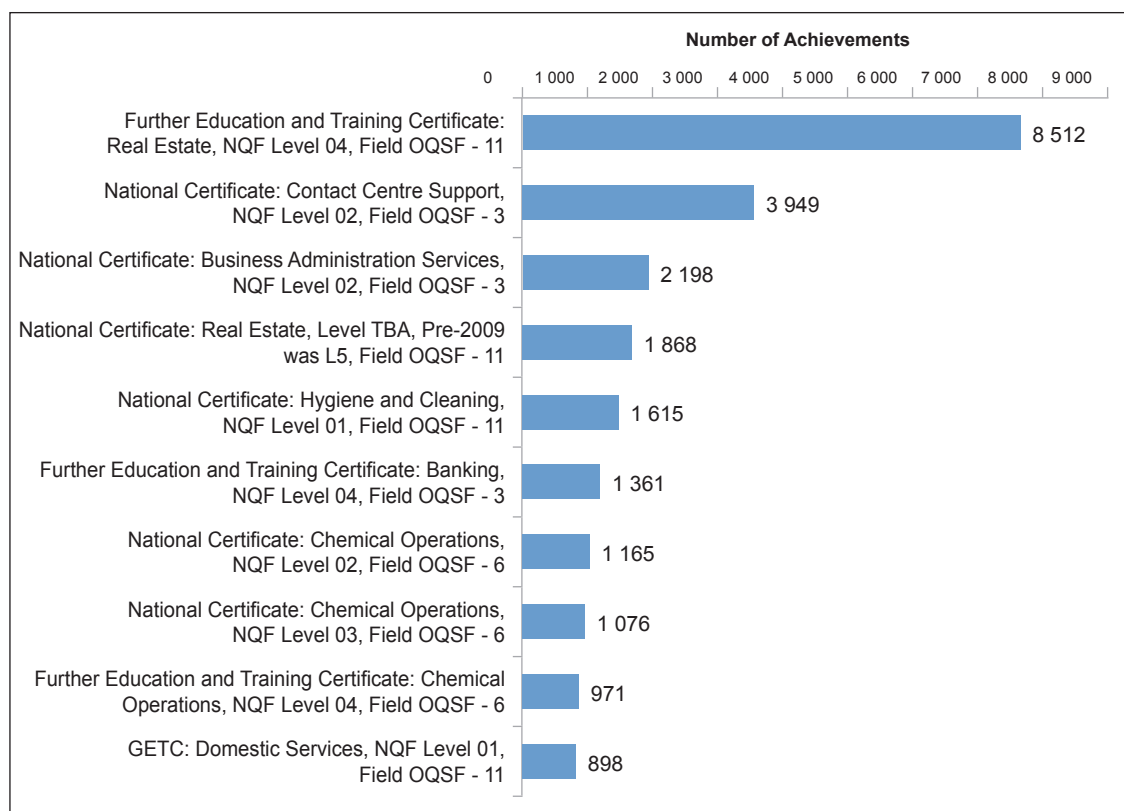 Number of Achievements
0 1 000 2 000 3 000 4 000 5 000 6 000 7 000 8 000 9 000
Further Education and Training Certificate:
Real Estate, NQF Level 04, Field OQSF - 11
8 512
National Certificate: Contact Centre Support,
NQF Level 02, Field OQSF - 3
3 949
National Certificate: Business Administration Services,
NQF Level 02, Field OQSF - 3
2 198
National Certificate: Real Estate, Level TBA, Pre-2009
was L5, Field OQSF - 11
1 868
National Certificate: Hygiene and Cleaning,
NQF Level 01, Field OQSF - 11
1 615
Further Education and Training Certificate: Banking,
NQF Level 04, Field OQSF - 3
1 361
National Certificate: Chemical Operations,
NQF Level 02, Field OQSF - 6
1 165
National Certificate: Chemical Operations,
NQF Level 03, Field OQSF - 6
1 076
Further Education and Training Certificate: Chemical
Operations, NQF Level 04, Field OQSF - 6
971
GETC: Domestic Services, NQF Level 01,
Field OQSF - 11
898